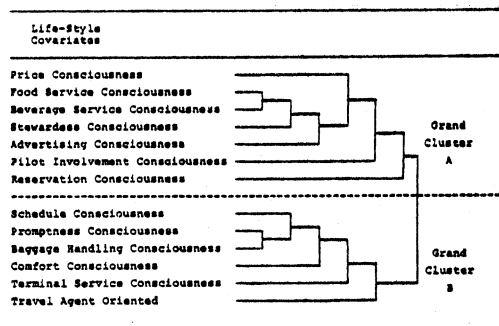 Life-Style
Covariates
Price Consciousness
Food Service Consciousness
Beverage Service Consciousness
Stewardess Consciousness
Advertising Consciousness
Pilot Involvement Consciousness
Reservation Consciousness
Grand
Cluster
A
Schedule Consciousness
Promptness Consciousness
Baggage Handling Consciousness
Comfort Consciousness
Terminal Service Consciousness
Travel Agent Oriented
Grand
Cluster
B